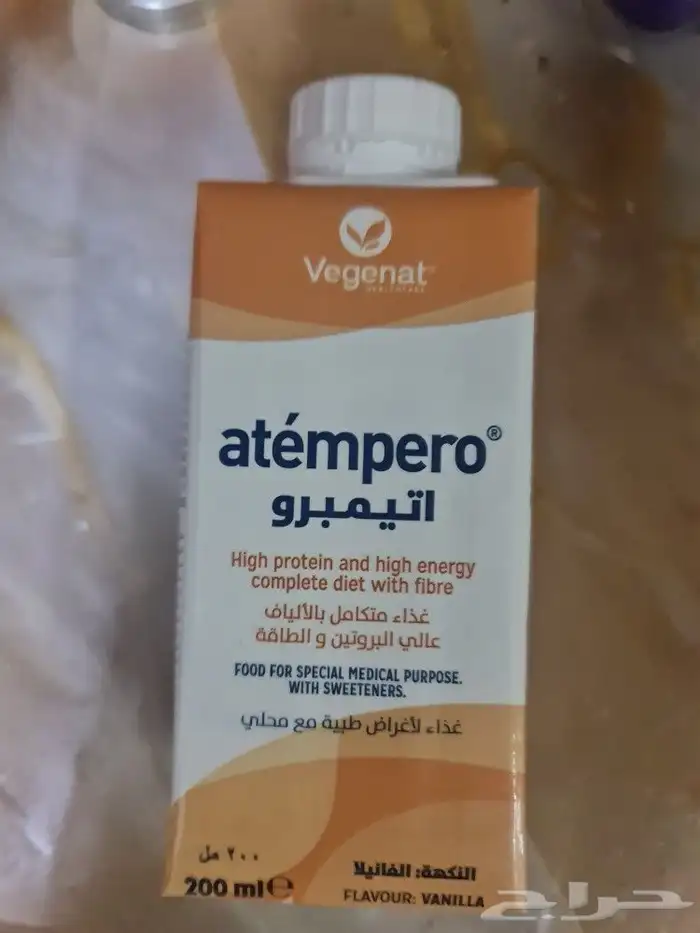 Vegenat
HEALTHCARE
atémpero®
اتيمبرو
High protein and high energy
complete diet with fibre
غذاء متكامل بالألياف
عالي البروتين و الطاقة
FOOD FOR SPECIAL MEDICAL PURPOSE.
WITH SWEETENERS.
غذاء لأغراض طبية مع محلي
٢٠٠ مل
200 ml℮
النكهة: الفانيلا
FLAVOUR: VANILLA
حراج